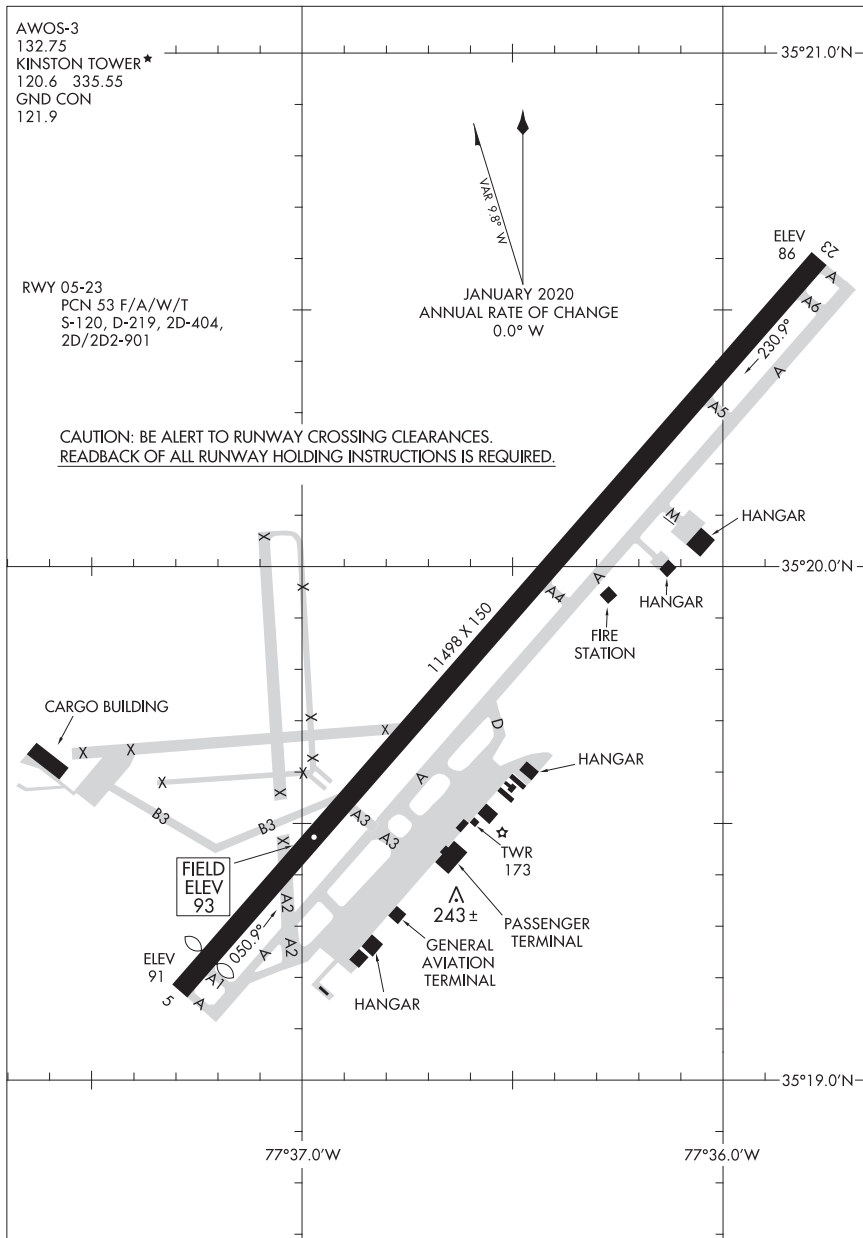 AWOS-3
132.75
KINSTON TOWER★
120.6 335.55
GND CON
121.9
35°21.0'N
VAR 9.8° W
JANUARY 2020
ANNUAL RATE OF CHANGE
0.0° W
ELEV
86
23
A
A6
230.9°
A
A5
RWY 05-23
PCN 53 F/A/W/T
S-120, D-219, 2D-404,
2D/2D2-901
CAUTION: BE ALERT TO RUNWAY CROSSING CLEARANCES.
READBACK OF ALL RUNWAY HOLDING INSTRUCTIONS IS REQUIRED.
M
HANGAR
X
35°20.0'N
X
A
A4
HANGAR
FIRE
STATION
11498 X 150
CARGO BUILDING
X
X
D
X
X
X
HANGAR
X
X
A
X
B3
B3
A3
A3
X
TWR
173
FIELD
ELEV
93
A2
243 ±
PASSENGER
TERMINAL
050.9°
A2
A
GENERAL
AVIATION
TERMINAL
ELEV
91
A1
HANGAR
5
A
35°19.0'N
77°37.0'W
77°36.0'W